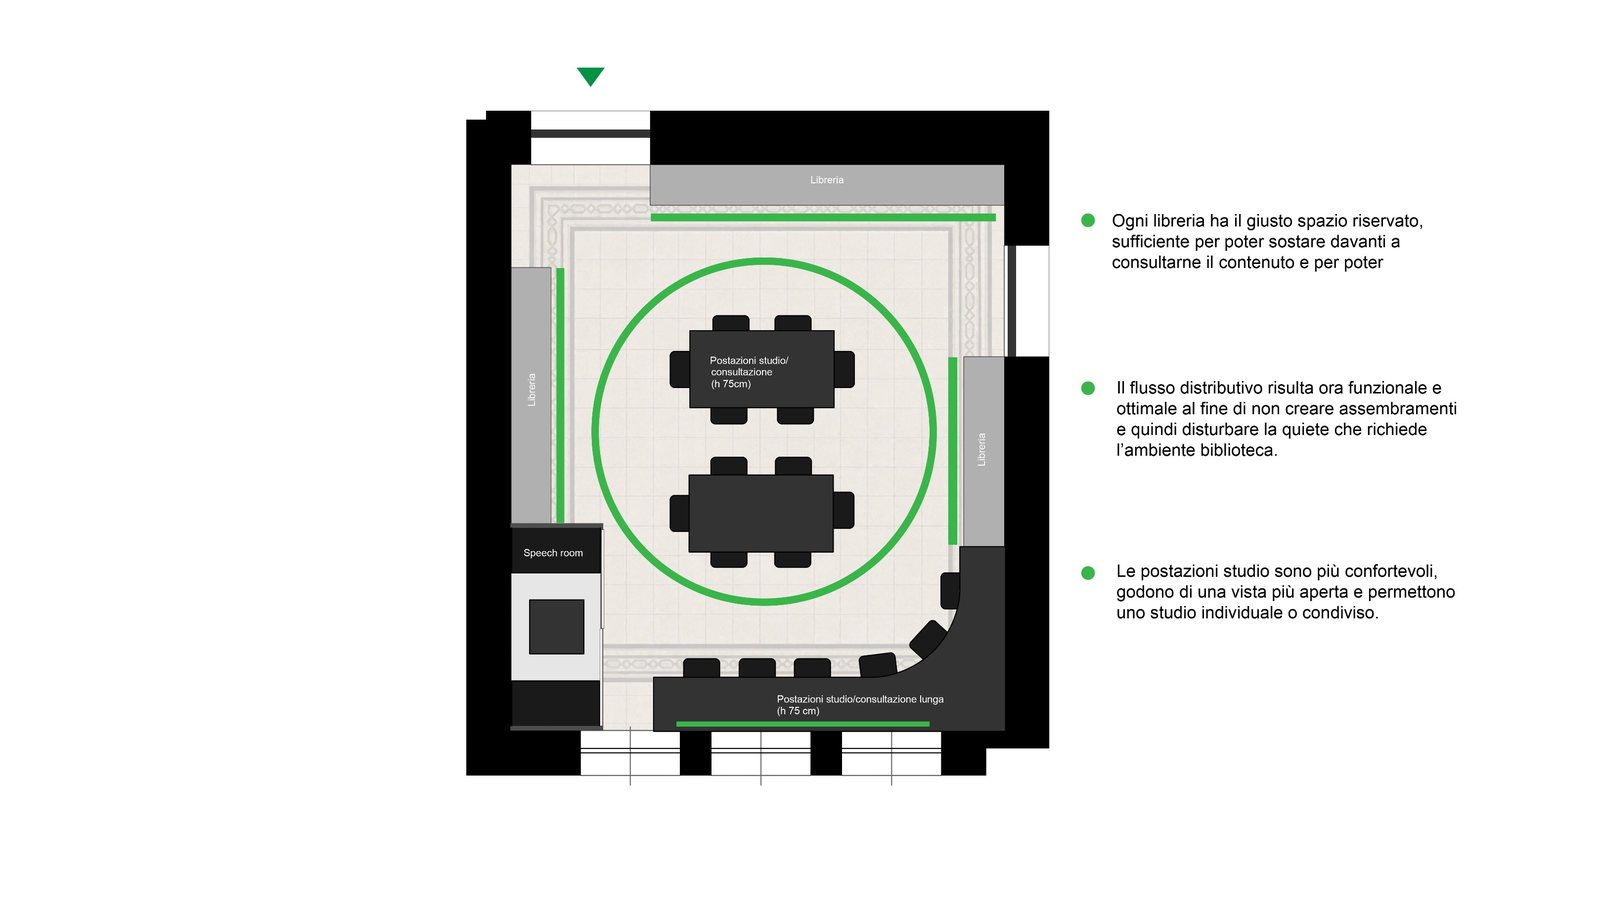 Libreria
Ogni libreria ha il giusto spazio riservato,
sufficiente per poter sostare davanti a
consultarne il contenuto e per poter
Postazioni studio/
consultazione
(h 75cm)
Libreria
Il flusso distributivo risulta ora funzionale e
ottimale al fine di non creare assembramenti
e quindi disturbare la quiete che richiede
l’ambiente biblioteca.
Libreria
Speech room
Le postazioni studio sono più confortevoli,
godono di una vista più aperta e permettono
uno studio individuale o condiviso.
Postazioni studio/consultazione lunga
(h 75 cm)